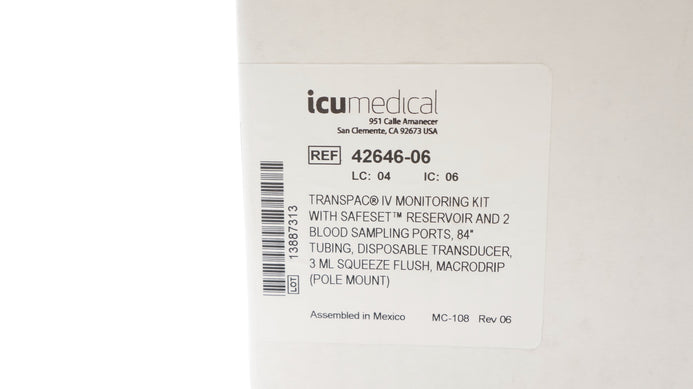 icumedical
951 Calle Amanecer
San Clemente, CA 92673 USA
REF 42646-06
LC: 04 IC: 06
TRANSPAC® IV MONITORING KIT
WITH SAFESET™ RESERVOIR AND 2
BLOOD SAMPLING PORTS, 84"
TUBING, DISPOSABLE TRANSDUCER,
3 ML SQUEEZE FLUSH, MACRODRIP
(POLE MOUNT)
Assembled in Mexico MC-108 Rev 06
LOT 13887313